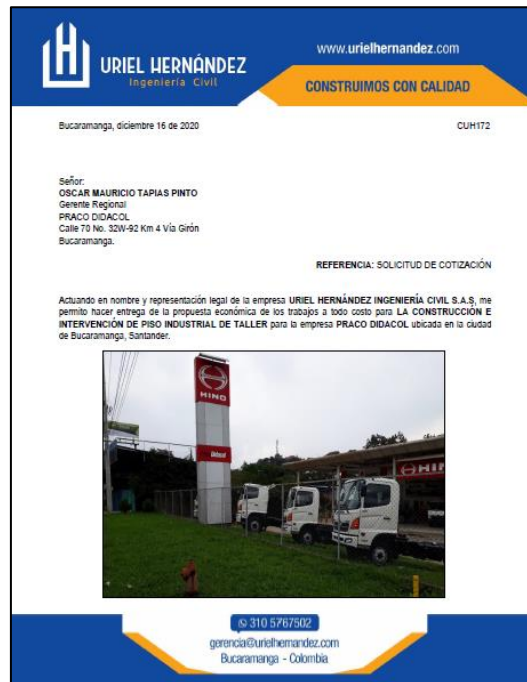 URIEL HERNÁNDEZ
Ingeniería Civil
www.urielhernandez.com
CONSTRUIMOS CON CALIDAD
Bucaramanga, diciembre 16 de 2020 CUH172
Señor:
OSCAR MAURICIO TAPIAS PINTO
Gerente Regional
PRACO DIDACOL
Calle 70 No. 32W-92 Km 4 Vía Girón
Bucaramanga.
REFERENCIA: SOLICITUD DE COTIZACIÓN
Actuando en nombre y representación legal de la empresa URIEL HERNÁNDEZ INGENIERÍA CIVIL S.A.S, me
permito hacer entrega de la propuesta económica de los trabajos a todo costo para LA CONSTRUCCIÓN E
INTERVENCIÓN DE PISO INDUSTRIAL DE TALLER para la empresa PRACO DIDACOL ubicada en la ciudad
de Bucaramanga, Santander.
HINO
HINO
310 5767502
gerencia@urielhernandez.com
Bucaramanga - Colombia